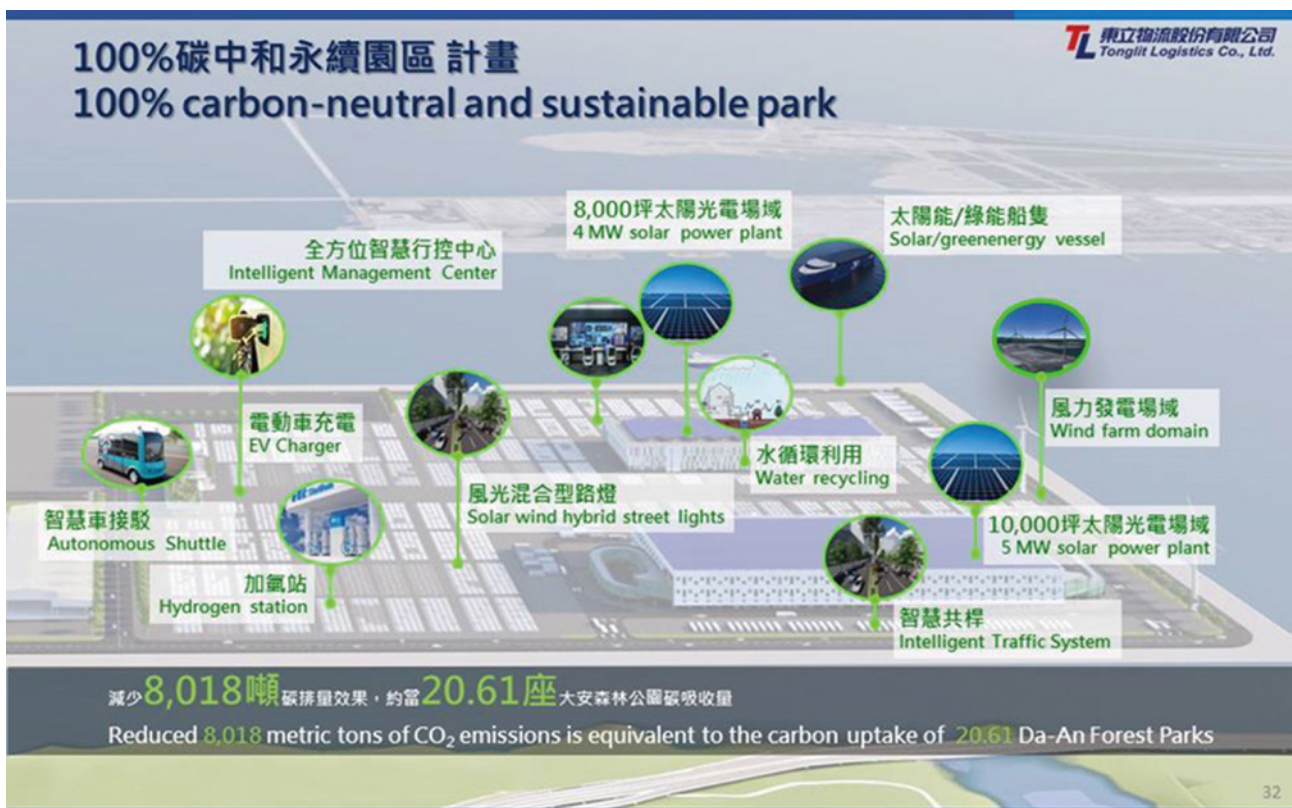 100%碳中和永續園區 計畫
100% carbon-neutral and sustainable park
TL 東立物流股份有限公司
Tonglit Logistics Co., Ltd.
8,000坪太陽光電場域
4 MW solar power plant
太陽能/綠能船隻
Solar/greenenergy vessel
全方位智慧行控中心
Intelligent Management Center
電動車充電
EV Charger
風力發電場域
Wind farm domain
水循環利用
Water recycling
風光混合型路燈
Solar wind hybrid street lights
智慧車接駁
Autonomous Shuttle
10,000坪太陽光電場域
5 MW solar power plant
加氫站
Hydrogen station
智慧共桿
Intelligent Traffic System
減少8,018噸碳排量效果，約當20.61座大安森林公園碳吸收量
Reduced 8,018 metric tons of CO₂ emissions is equivalent to the carbon uptake of 20.61 Da-An Forest Parks
32